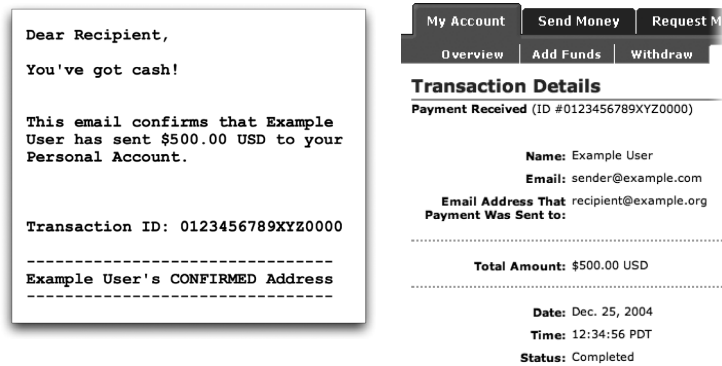 Dear Recipient,
You've got cash!
This email confirms that Example
User has sent $500.00 USD to your
Personal Account.
Transaction ID: 0123456789XYZ0000
--------------------------------
Example User's CONFIRMED Address
--------------------------------
My Account Send Money Request M
Overview Add Funds Withdraw
Transaction Details
Payment Received (ID #0123456789XYZ0000)
Name: Example User
Email: sender@example.com
Email Address That recipient@example.org
Payment Was Sent to:
Total Amount: $500.00 USD
Date: Dec. 25, 2004
Time: 12:34:56 PDT
Status: Completed